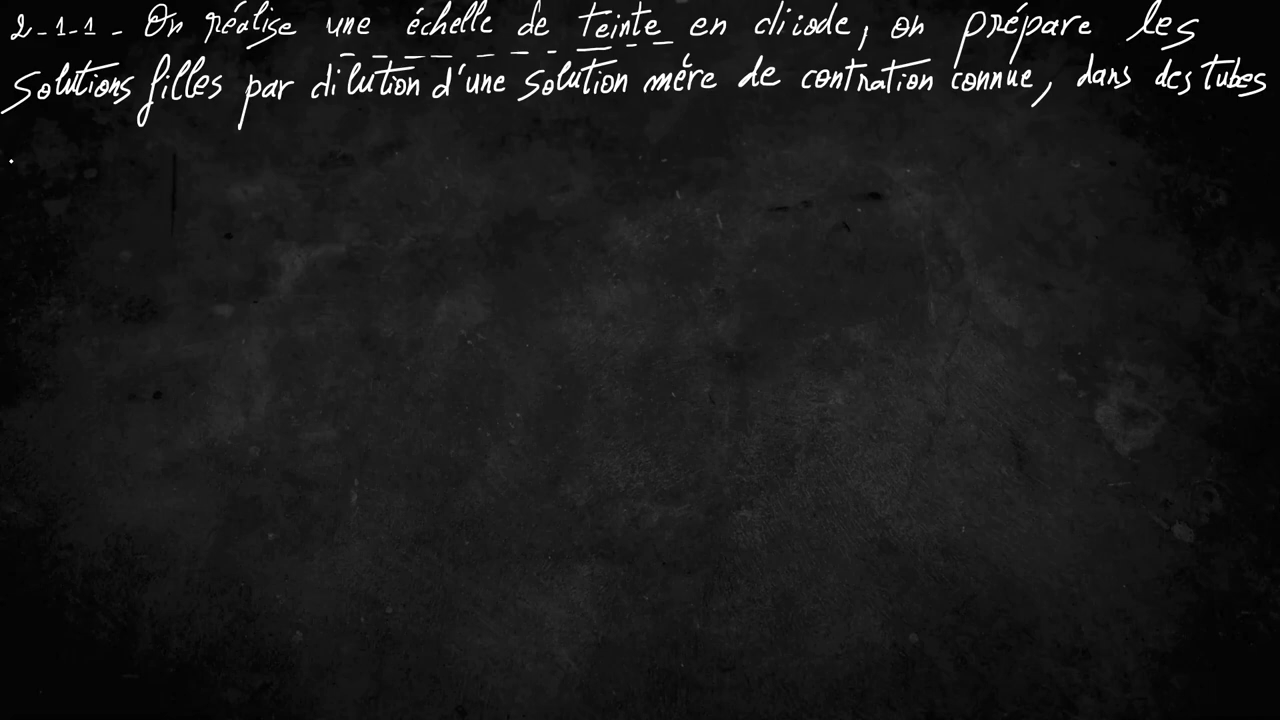 2-1-1- On réalise une échelle de teinte en diiode, on prépare les
solutions filles par dilution d'une solution mère de contration connue, dans des tubes
.